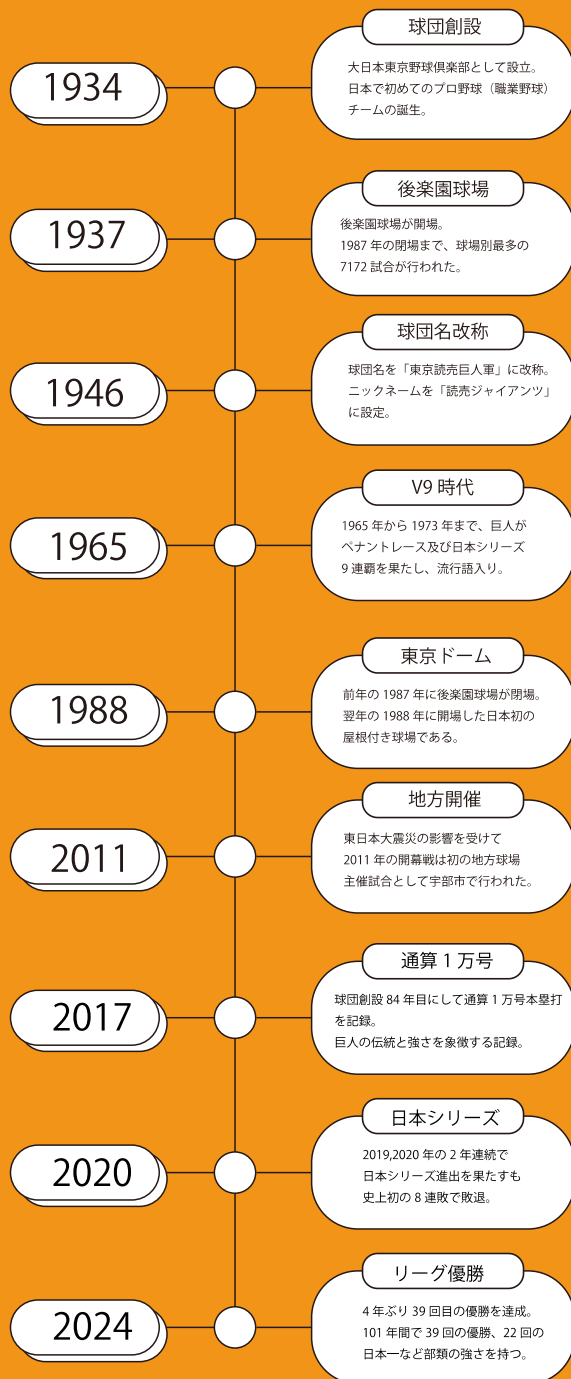 1934
球団創設
大日本東京野球倶楽部として設立。
日本で初めてのプロ野球（職業野球）
チームの誕生。
1937
後楽園球場
後楽園球場が開場。
1987 年の閉場まで、球場別最多の
7172 試合が行われた。
1946
球団名改称
球団名を「東京読売巨人軍」に改称。
ニックネームを「読売ジャイアンツ」
に設定。
1965
V9 時代
1965 年から 1973 年まで、巨人が
ペナントレース及び日本シリーズ
9 連覇を果たし、流行語入り。
1988
東京ドーム
前年の 1987 年に後楽園球場が閉場。
翌年の 1988 年に開場した日本初の
屋根付き球場である。
2011
地方開催
東日本大震災の影響を受けて
2011 年の開幕戦は初の地方球場
主催試合として宇部市で行われた。
2017
通算 1 万号
球団創設 84 年目にして通算 1 万号本塁打
を記録。
巨人の伝統と強さを象徴する記録。
2020
日本シリーズ
2019,2020 年の 2 年連続で
日本シリーズ進出を果たすも
史上初の 8 連敗で敗退。
2024
リーグ優勝
4 年ぶり 39 回目の優勝を達成。
101 年間で 39 回の優勝、22 回の
日本一など部類の強さを持つ。